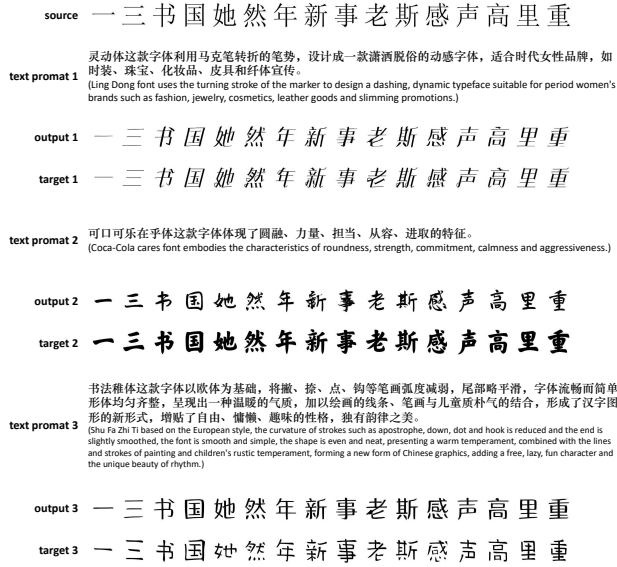 source 一三书国她然年新事老斯感声高里重
text promat 1 灵动体这款字体利用马克笔转折的笔势，设计成一款潇洒脱俗的动感字体，适合时代女性品牌，如
时装、珠宝、化妆品、皮具和纤体宣传。
(Ling Dong font uses the turning stroke of the marker to design a dashing, dynamic typeface suitable for period women's
brands such as fashion, jewelry, cosmetics, leather goods and slimming promotions.)
output 1 一三书国她然年新事老斯感声高里重
target 1 一三书国她然年新事老斯感声高里重
text promat 2 可口可乐在乎体这款字体体现了圆融、力量、担当、从容、进取的特征。
(Coca-Cola cares font embodies the characteristics of roundness, strength, commitment, calmness and aggressiveness.)
output 2 一三书国她然年新事老斯感声高里重
target 2 一三书国她然年新事老斯感声高里重
书法稚体这款字体以欧体为基础，将撇、捺、点、钩等笔画弧度减弱，尾部略平滑，字体流畅而简单
形体均匀齐整，呈现出一种温暖的气质，加以绘画的线条、笔画与儿童质朴气的结合，形成了汉字图
text promat 3 形的新形式，增贴了自由、慵懒、趣味的性格，独有韵律之美。
(Shu Fa Zhi Ti based on the European style, the curvature of strokes such as apostrophe, down, dot and hook is reduced and the end is
slightly smoothed, the font is smooth and simple, the shape is even and neat, presenting a warm temperament, combined with the lines
and strokes of painting and children's rustic temperament, forming a new form of Chinese graphics, adding a free, lazy, fun character and
the unique beauty of rhythm.)
output 3 一三书国她然年新事老斯感声高里重
target 3 一三书国她然年新事老斯感声高里重